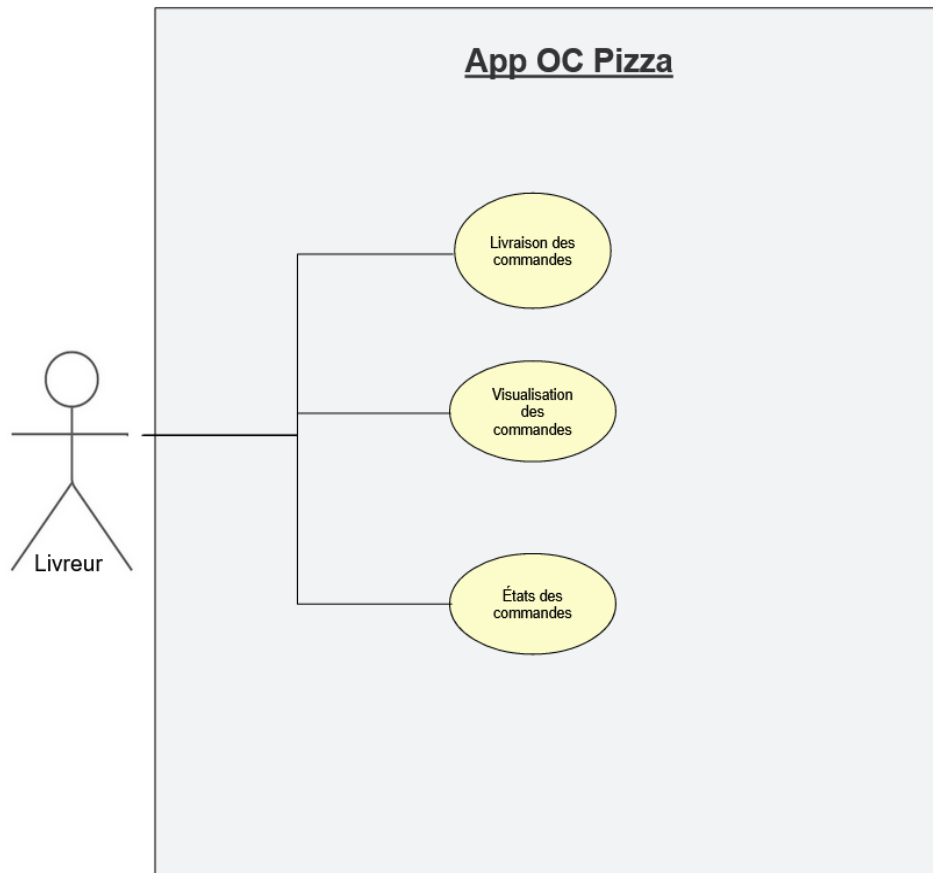 App OC Pizza
Livraison des
commandes
Visualisation
des
commandes
Livreur
États des
commandes